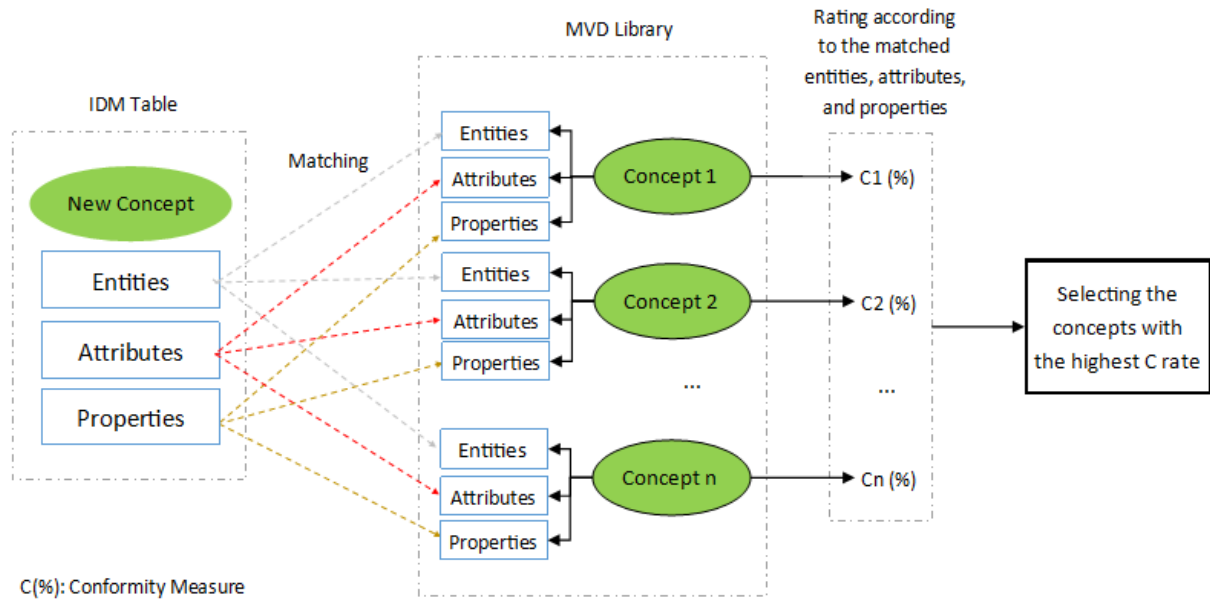 IDM Table
New Concept
Entities
Attributes
Properties
Matching
MVD Library
Entities
Attributes
Properties
Concept 1
Entities
Attributes
Properties
Concept 2
...
Entities
Attributes
Properties
Concept n
Rating according
to the matched
entities, attributes,
and properties
C1 (%)
C2 (%)
...
Cn (%)
Selecting the
concepts with
the highest C rate
C(%): Conformity Measure